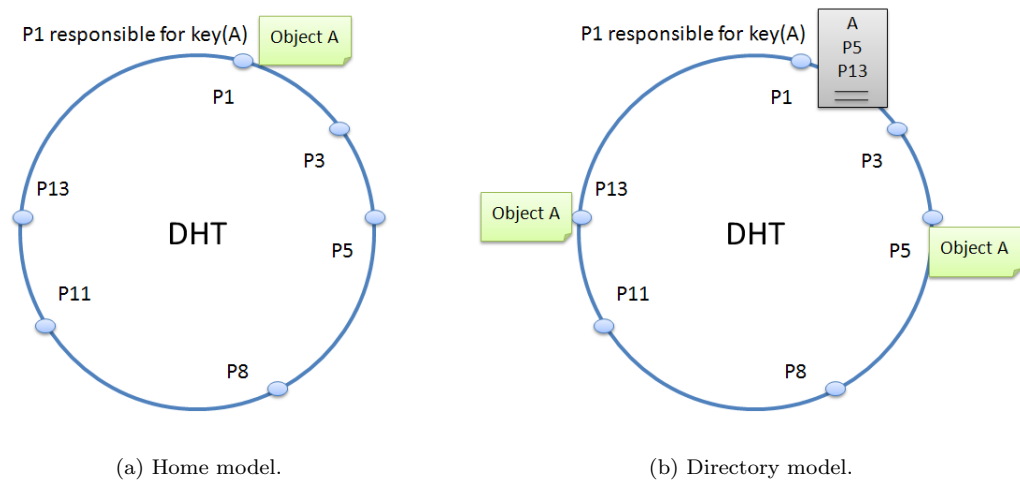 P1 responsible for key(A)
Object A
P1
P3
P13
DHT
P5
P11
P8
(a) Home model.
P1 responsible for key(A)
A
P5
P13
P1
P3
P13
Object A
DHT
P5
Object A
P11
P8
(b) Directory model.